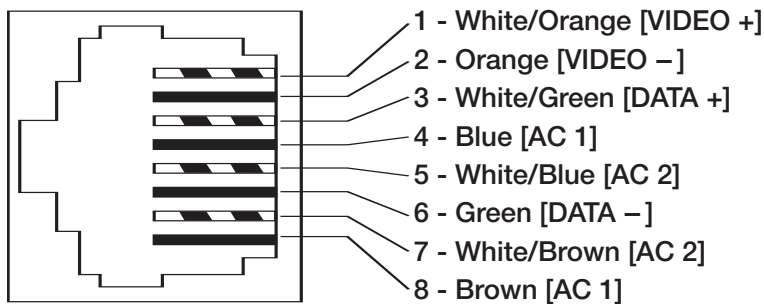 1 - White/Orange [VIDEO +]
2 - Orange [VIDEO −]
3 - White/Green [DATA +]
4 - Blue [AC 1]
5 - White/Blue [AC 2]
6 - Green [DATA −]
7 - White/Brown [AC 2]
8 - Brown [AC 1]